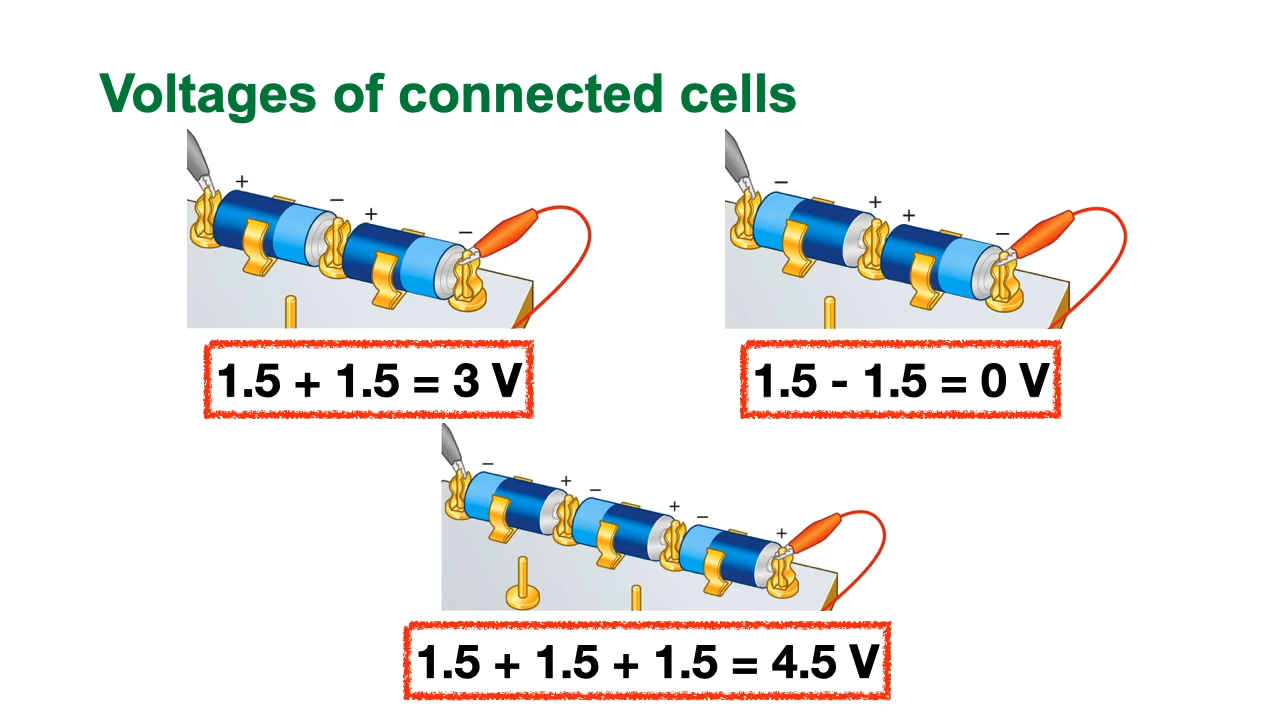 Voltages of connected cells
+ − + −
− + + −
1.5 + 1.5 = 3 V
1.5 - 1.5 = 0 V
− + − + − +
1.5 + 1.5 + 1.5 = 4.5 V